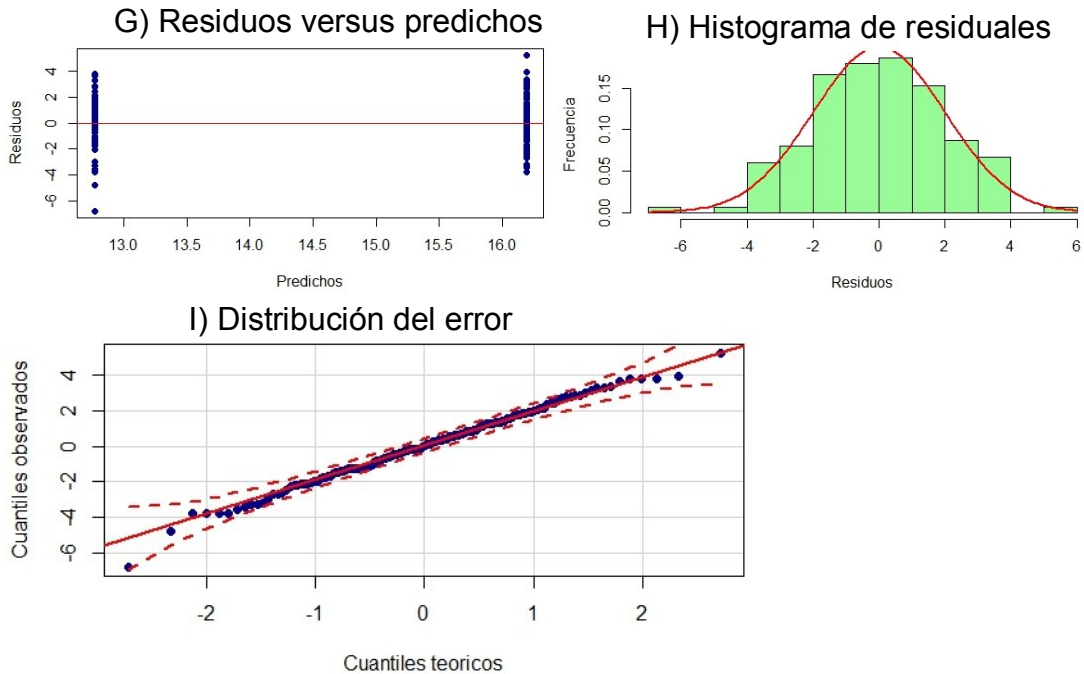 G) Residuos versus predichos
Residuos
4
2
0
-2
-4
-6
13.0 13.5 14.0 14.5 15.0 15.5 16.0
Predichos
H) Histograma de residuales
Frecuencia
0.15
0.10
0.05
0.00
-6 -4 -2 0 2 4 6
Residuos
I) Distribución del error
Cuantiles observados
4
2
0
-2
-4
-6
-2 -1 0 1 2
Cuantiles teoricos